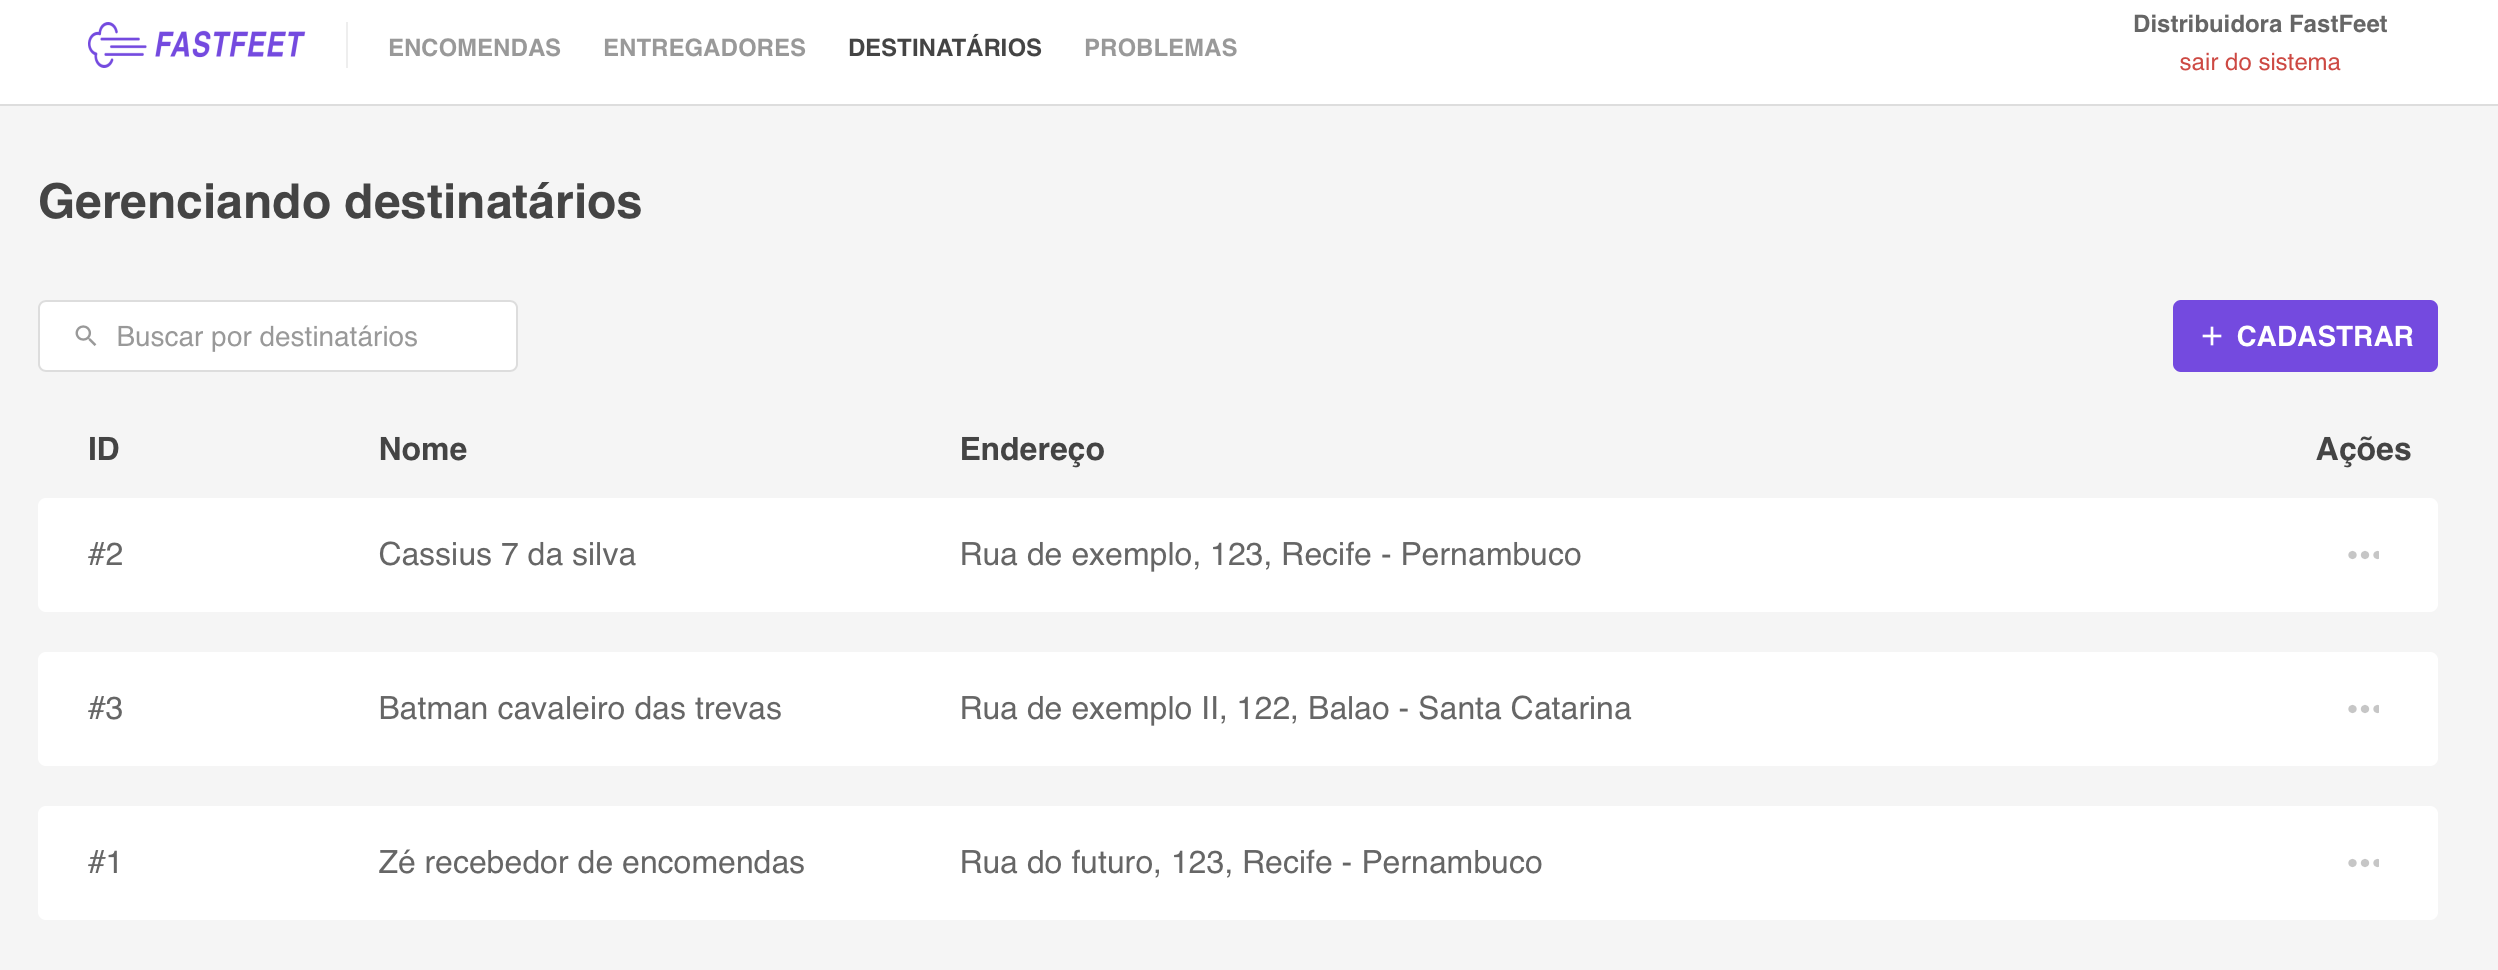 FASTFEET ENCOMENDAS ENTREGADORES DESTINATÁRIOS PROBLEMAS Distribuidora FastFeet
sair do sistema
Gerenciando destinatários
Buscar por destinatários + CADASTRAR
ID Nome Endereço Ações
#2 Cassius 7 da silva Rua de exemplo, 123, Recife - Pernambuco
#3 Batman cavaleiro das trevas Rua de exemplo II, 122, Balao - Santa Catarina
#1 Zé recebedor de encomendas Rua do futuro, 123, Recife - Pernambuco